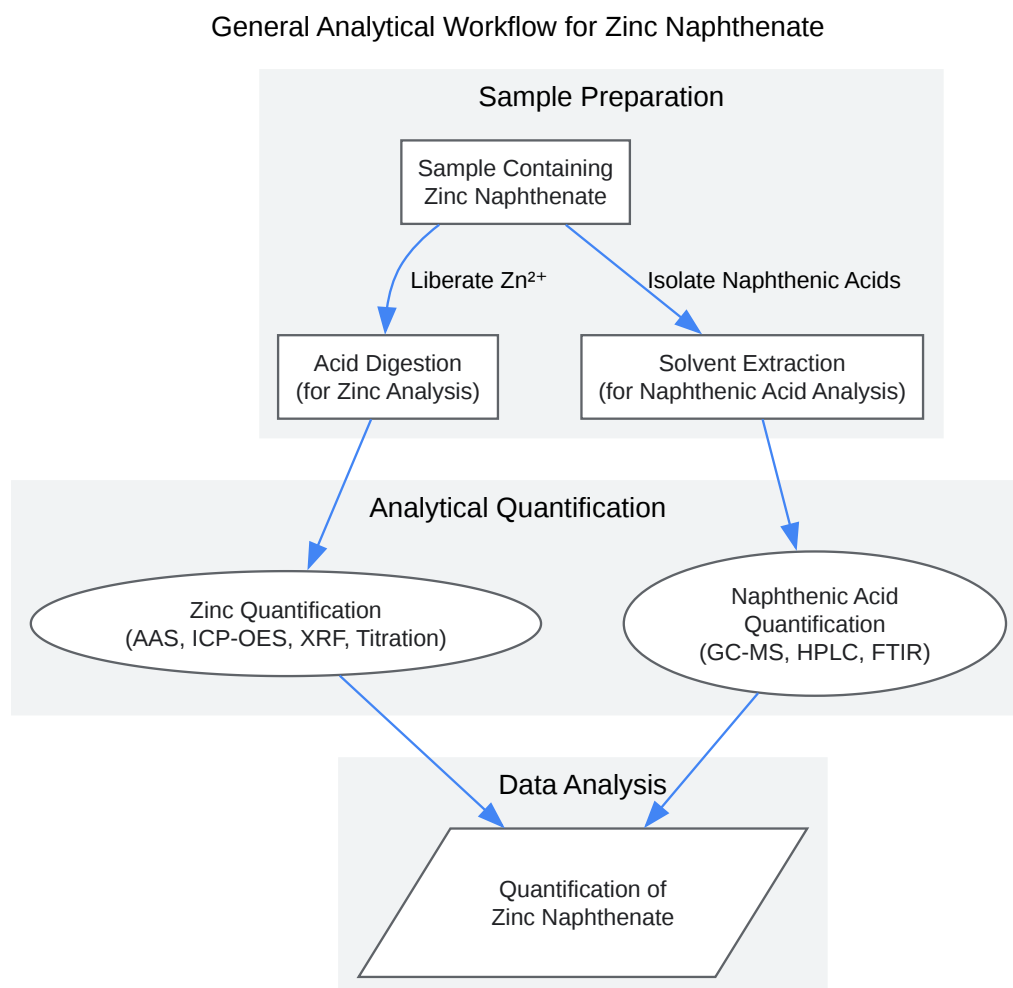 General Analytical Workflow for Zinc Naphthenate
Sample Preparation
Sample Containing
Zinc Naphthenate
Liberate Zn²⁺
Isolate Naphthenic Acids
Acid Digestion
(for Zinc Analysis)
Solvent Extraction
(for Naphthenic Acid Analysis)
Analytical Quantification
Zinc Quantification
(AAS, ICP-OES, XRF, Titration)
Naphthenic Acid
Quantification
(GC-MS, HPLC, FTIR)
Data Analysis
Quantification of
Zinc Naphthenate